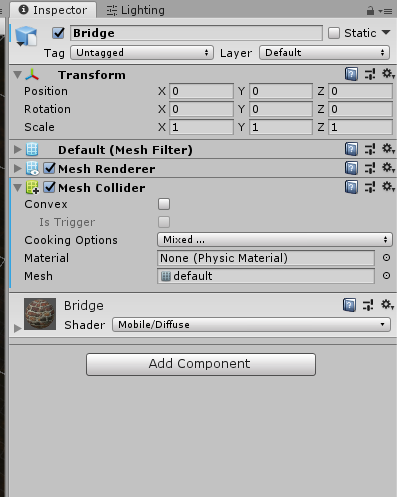 Inspector Lighting
Bridge Static
Tag Untagged Layer Default
Transform
Position X 0 Y 0 Z 0
Rotation X 0 Y 0 Z 0
Scale X 1 Y 1 Z 1
Default (Mesh Filter)
Mesh Renderer
Mesh Collider
Convex
Is Trigger
Cooking Options Mixed ...
Material None (Physic Material)
Mesh default
Bridge
Shader Mobile/Diffuse
Add Component